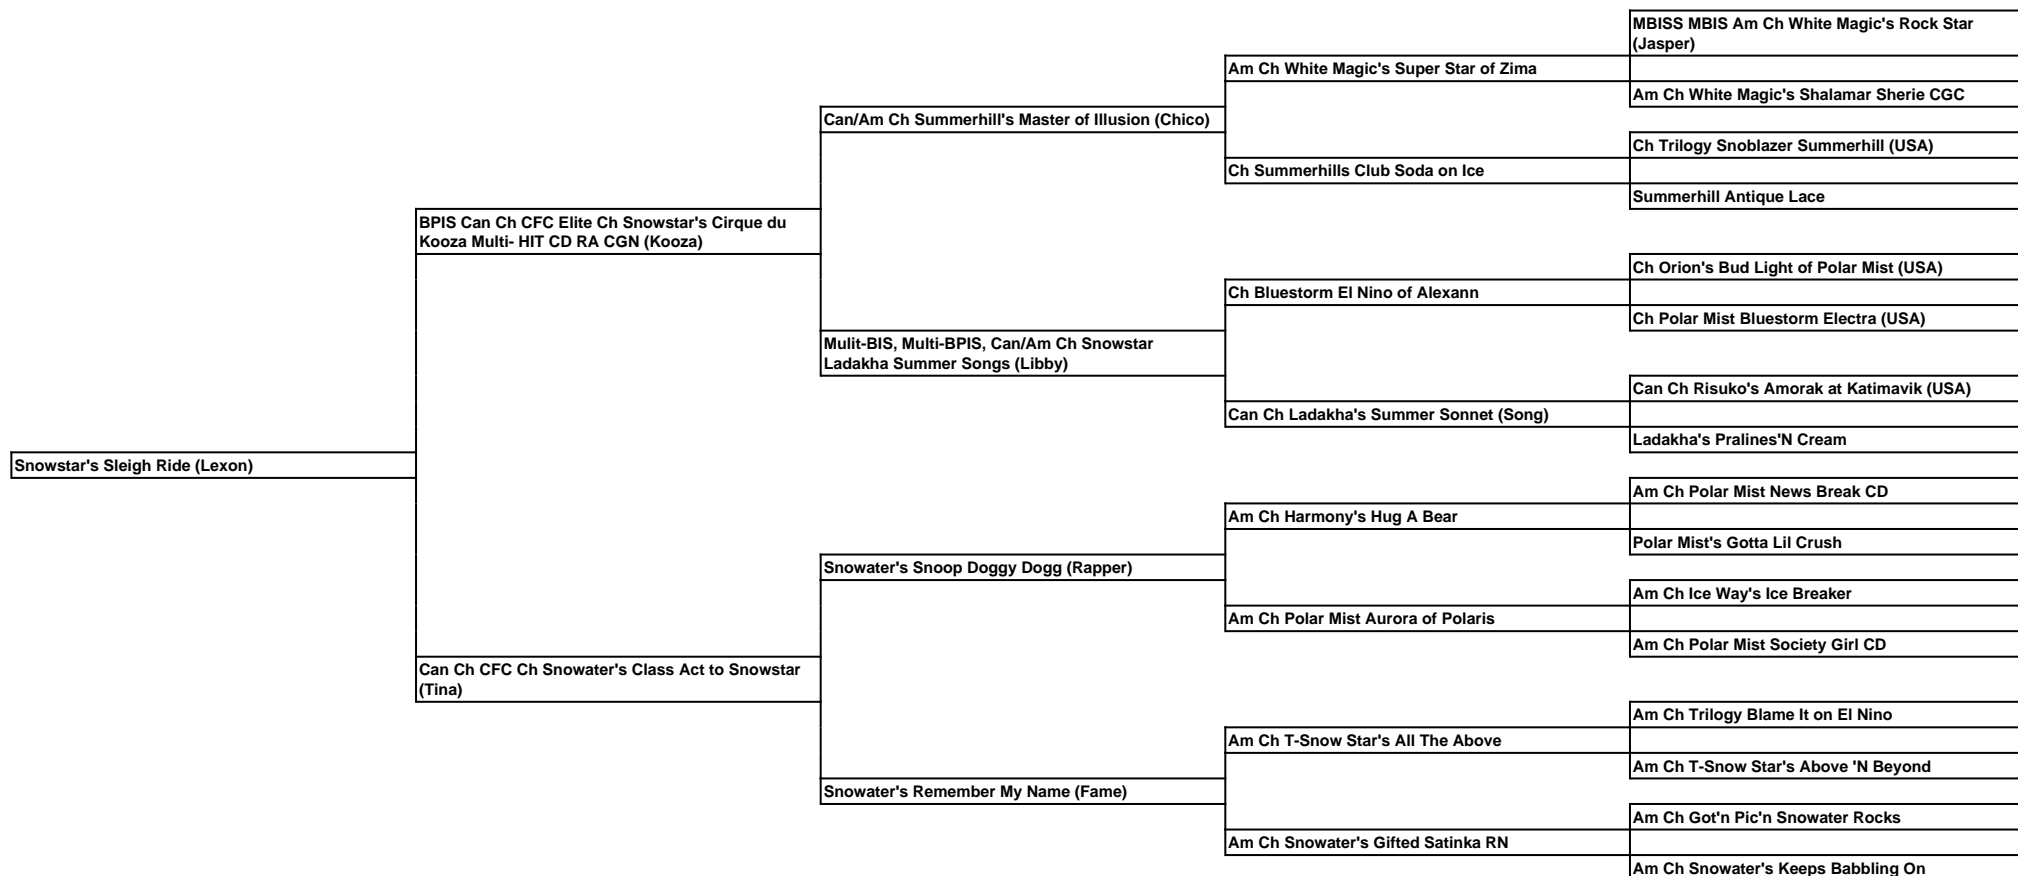 MBISS MBIS Am Ch White Magic's Rock Star
(Jasper)
Am Ch White Magic's Super Star of Zima
Am Ch White Magic's Shalamar Sherie CGC
Can/Am Ch Summerhill's Master of Illusion (Chico)
Ch Trilogy Snoblazer Summerhill (USA)
Ch Summerhills Club Soda on Ice
Summerhill Antique Lace
BPIS Can Ch CFC Elite Ch Snowstar's Cirque du
Kooza Multi- HIT CD RA CGN (Kooza)
Ch Orion's Bud Light of Polar Mist (USA)
Ch Bluestorm El Nino of Alexann
Ch Polar Mist Bluestorm Electra (USA)
Mulit-BIS, Multi-BPIS, Can/Am Ch Snowstar
Ladakha Summer Songs (Libby)
Can Ch Risuko's Amorak at Katimavik (USA)
Can Ch Ladakha's Summer Sonnet (Song)
Ladakha's Pralines'N Cream
Snowstar's Sleigh Ride (Lexon)
Am Ch Polar Mist News Break CD
Am Ch Harmony's Hug A Bear
Polar Mist's Gotta Lil Crush
Snowater's Snoop Doggy Dogg (Rapper)
Am Ch Ice Way's Ice Breaker
Am Ch Polar Mist Aurora of Polaris
Am Ch Polar Mist Society Girl CD
Can Ch CFC Ch Snowater's Class Act to Snowstar
(Tina)
Am Ch Trilogy Blame It on El Nino
Am Ch T-Snow Star's All The Above
Am Ch T-Snow Star's Above 'N Beyond
Snowater's Remember My Name (Fame)
Am Ch Got'n Pic'n Snowater Rocks
Am Ch Snowater's Gifted Satinka RN
Am Ch Snowater's Keeps Babbling On